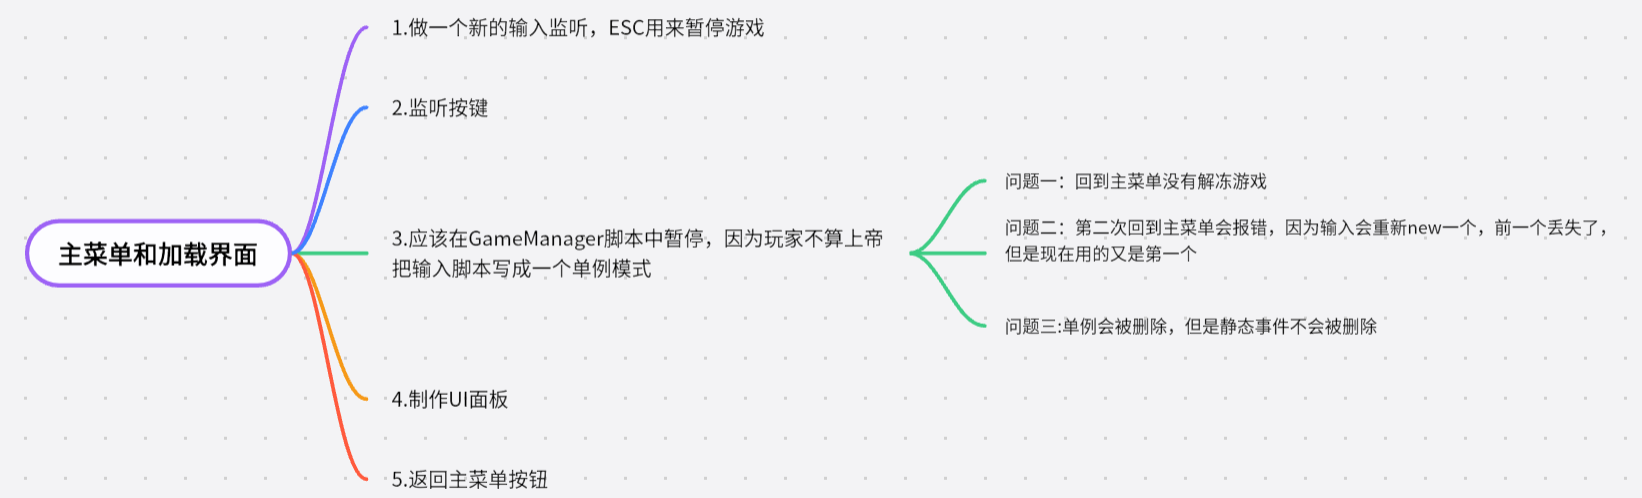 主菜单和加载界面
1.做一个新的输入监听，ESC用来暂停游戏
2.监听按键
3.应该在GameManager脚本中暂停，因为玩家不算上帝
把输入脚本写成一个单例模式
问题一：回到主菜单没有解冻游戏
问题二：第二次回到主菜单会报错，因为输入会重新new一个，前一个丢失了，
但是现在用的又是第一个
问题三:单例会被删除，但是静态事件不会被删除
4.制作UI面板
5.返回主菜单按钮